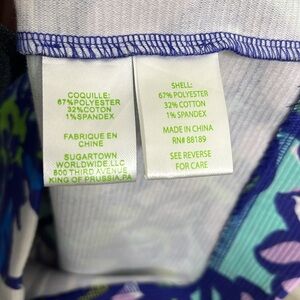 COQUILLE:
67%POLYESTER
32%COTON
1%SPANDEX
FABRIQUE EN
CHINE
SUGARTOWN
WORLDWIDE,LLC
800 THIRD AVENUE
KING OF PRUSSIA,PA
SHELL:
67%POLYESTER
32% COTTON
1%SPANDEX
MADE IN CHINA
RN# 88189
SEE REVERSE
FOR CARE